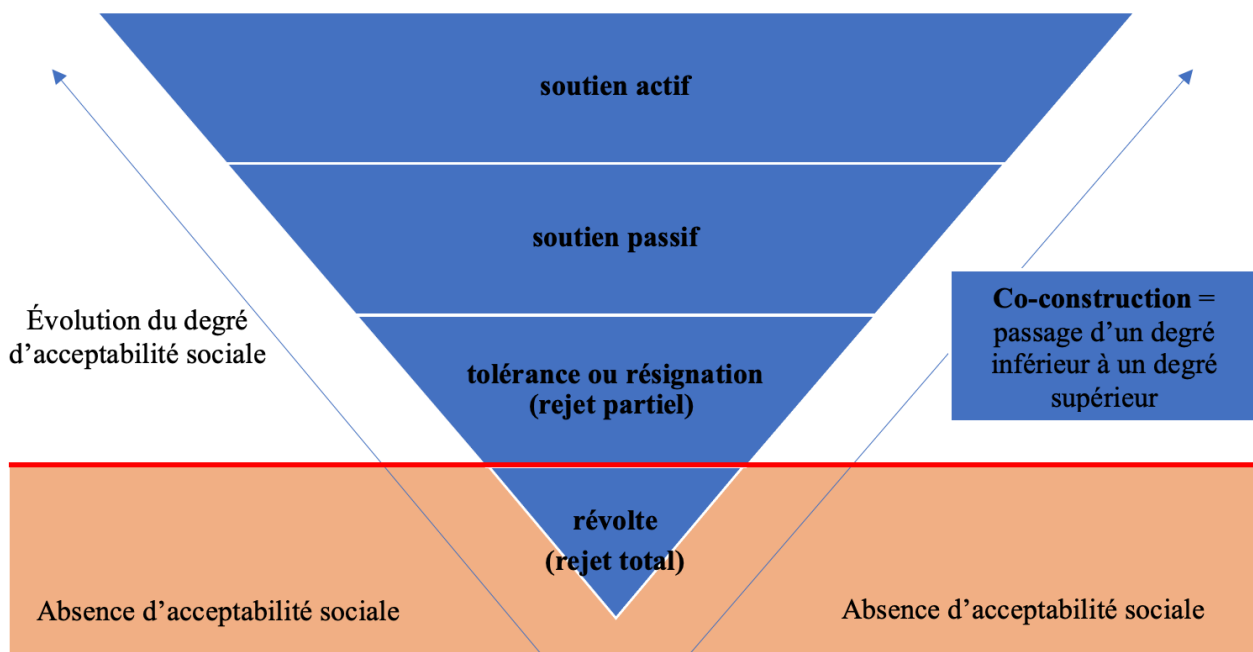 soutien actif
soutien passif
Évolution du degré
d’acceptabilité sociale
Co-construction =
passage d’un degré
inférieur à un degré
supérieur
tolérance ou résignation
(rejet partiel)
révolte
(rejet total)
Absence d’acceptabilité sociale
Absence d’acceptabilité sociale